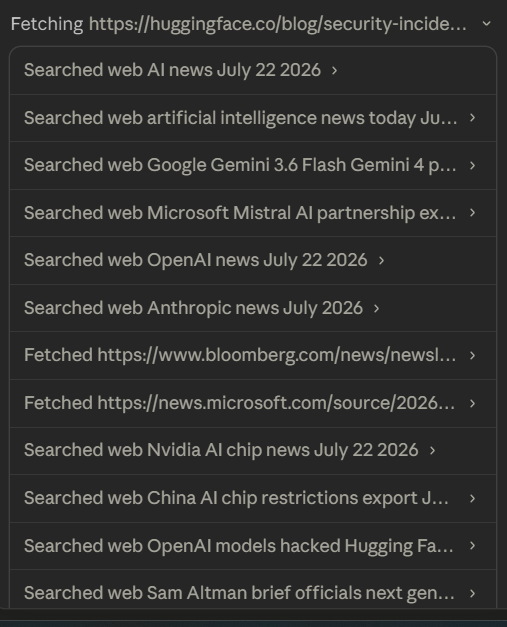 Fetching https://huggingface.co/blog/security-incide...
Searched web AI news July 22 2026
Searched web artificial intelligence news today Ju...
Searched web Google Gemini 3.6 Flash Gemini 4 p...
Searched web Microsoft Mistral AI partnership ex...
Searched web OpenAI news July 22 2026
Searched web Anthropic news July 2026
Fetched https://www.bloomberg.com/news/newsl...
Fetched https://news.microsoft.com/source/2026...
Searched web Nvidia AI chip news July 22 2026
Searched web China AI chip restrictions export J...
Searched web OpenAI models hacked Hugging Fa...
Searched web Sam Altman brief officials next gen...